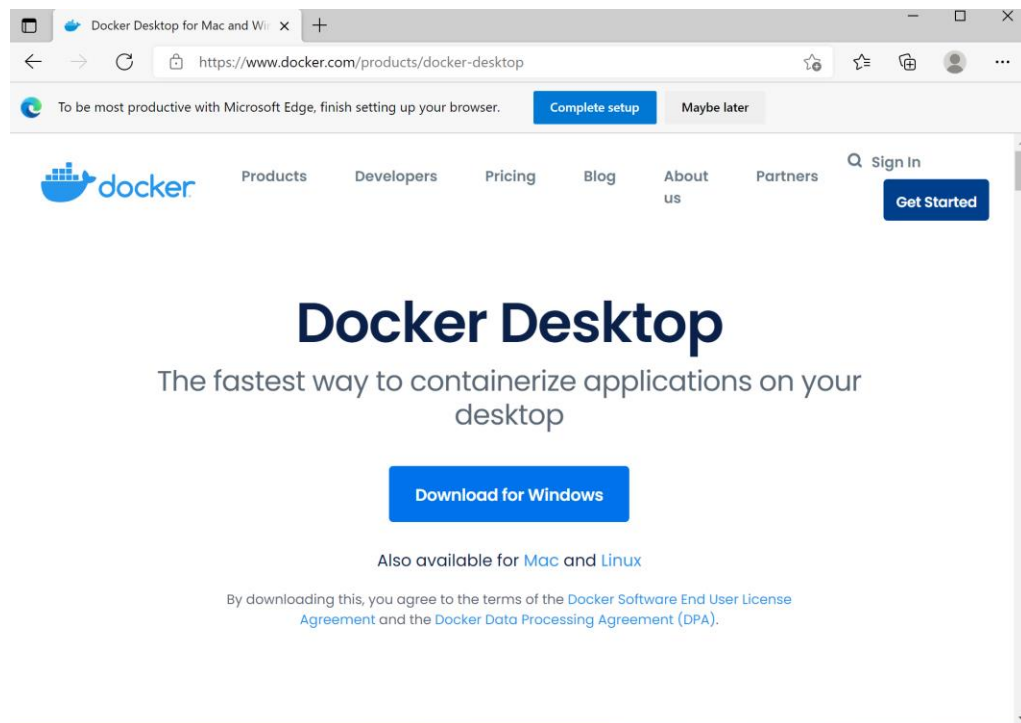 Docker Desktop for Mac and Wi
https://www.docker.com/products/docker-desktop
To be most productive with Microsoft Edge, finish setting up your browser.
Complete setup
Maybe later
docker
Products
Developers
Pricing
Blog
About
us
Partners
Sign In
Get Started
Docker Desktop
The fastest way to containerize applications on your
desktop
Download for Windows
Also available for Mac and Linux
By downloading this, you agree to the terms of the Docker Software End User License
Agreement and the Docker Data Processing Agreement (DPA).